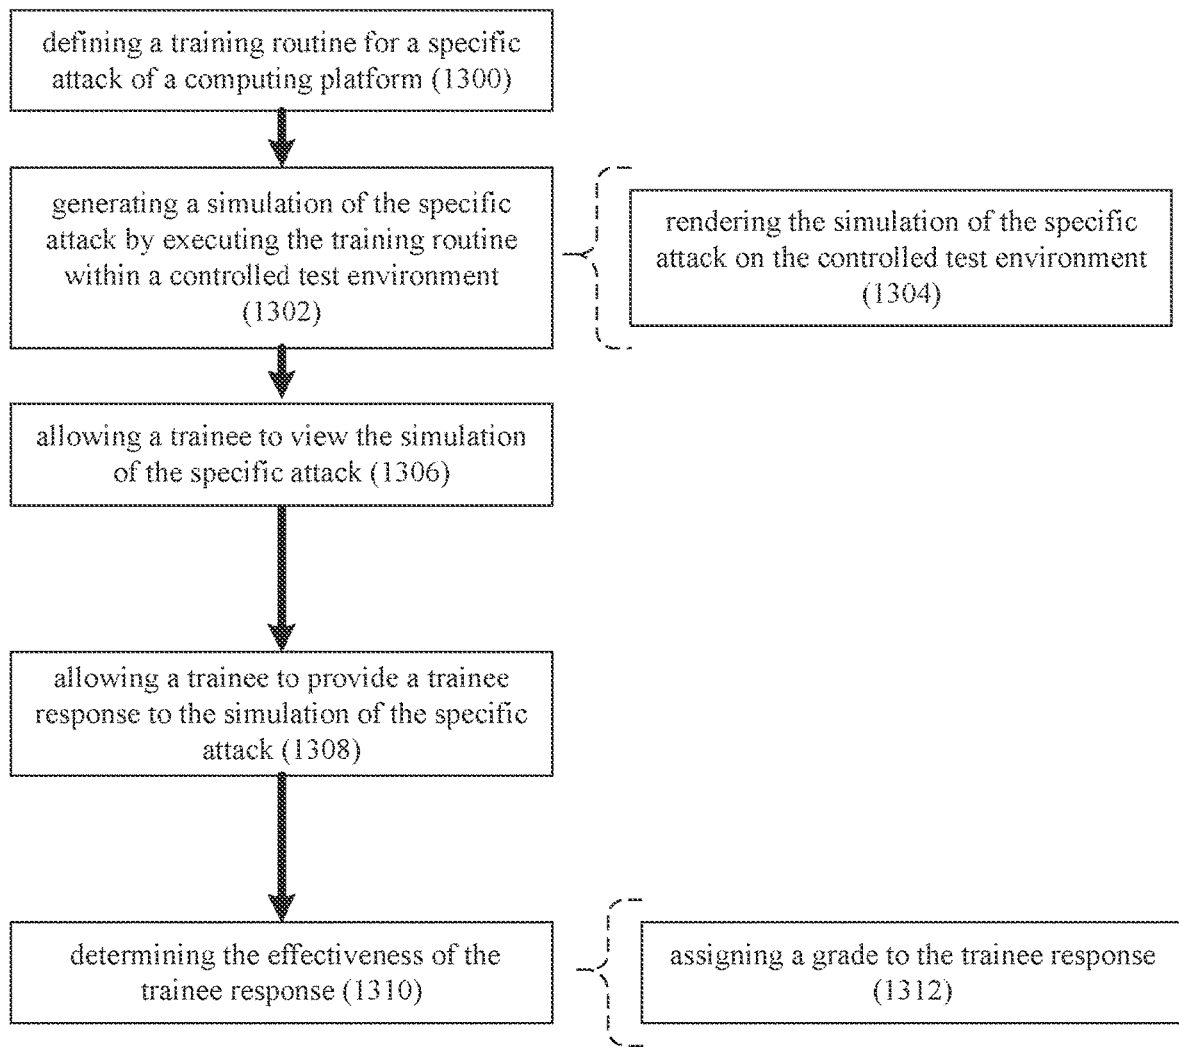 defining a training routine for a specific
attack of a computing platform (1300)
generating a simulation of the specific
attack by executing the training routine
within a controlled test environment
(1302)
rendering the simulation of the specific
attack on the controlled test environment
(1304)
allowing a trainee to view the simulation
of the specific attack (1306)
allowing a trainee to provide a trainee
response to the simulation of the specific
attack (1308)
determining the effectiveness of the
trainee response (1310)
assigning a grade to the trainee response
(1312)